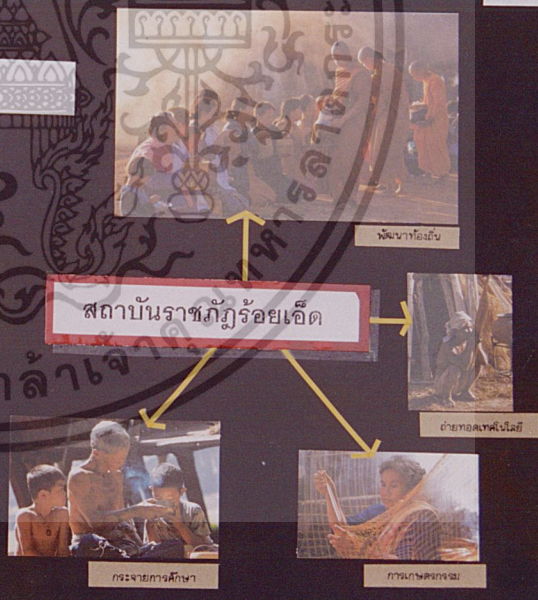 พัฒนาท้องถิ่น
สถาบันราชภัฎร้อยเอ็ด
ถ่ายทอดเทคโนโลยี
กระจายการศึกษา
การเกษตรกรรม